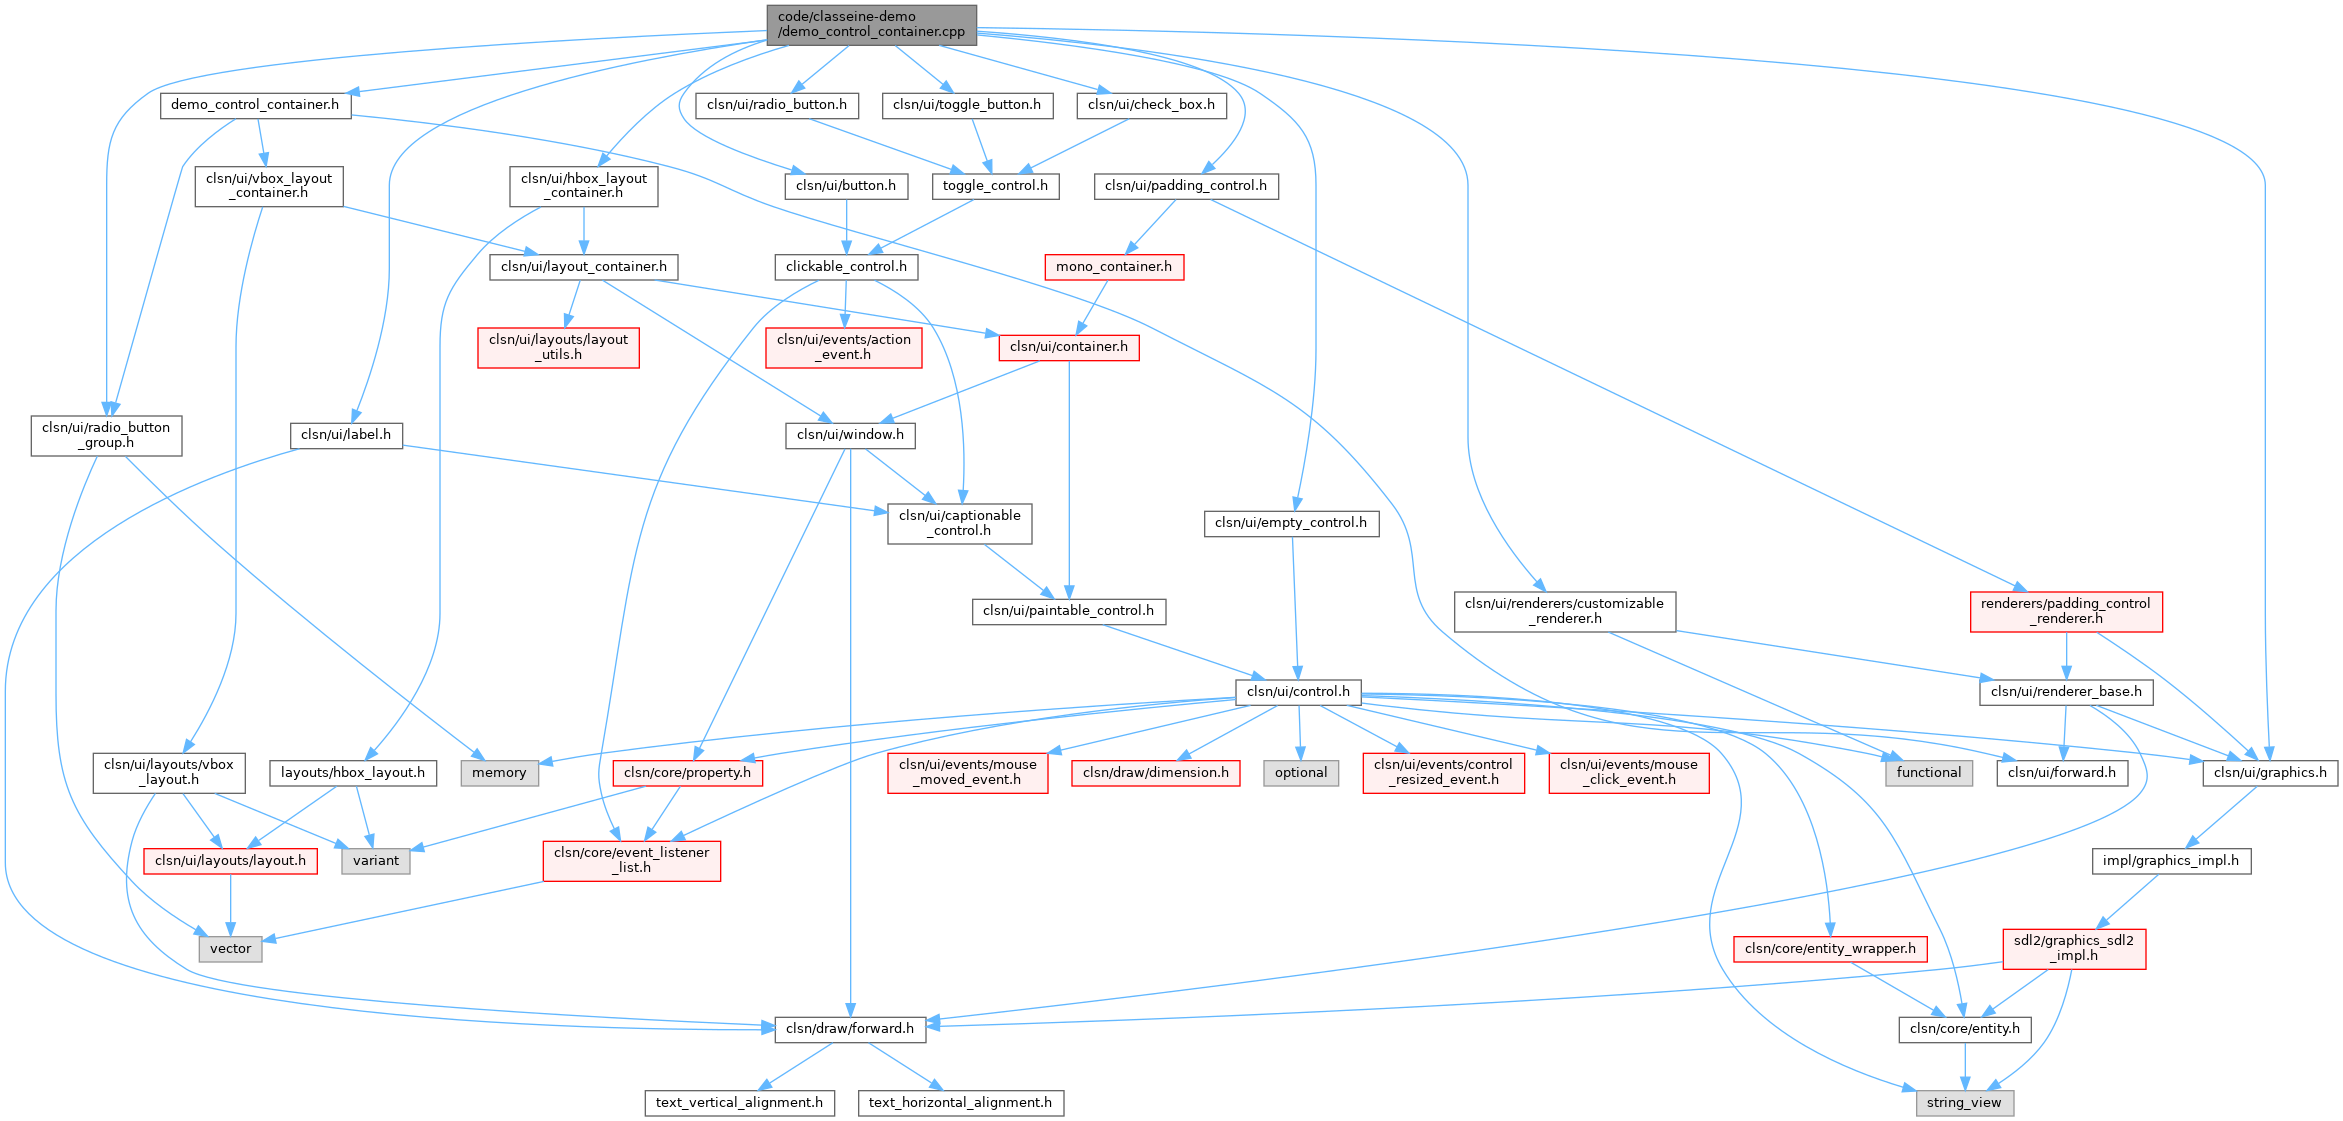 code/classeine-demo
/demo_control_container.cpp
demo_control_container.h
clsn/ui/radio_button.h
clsn/ui/toggle_button.h
clsn/ui/check_box.h
clsn/ui/vbox_layout
_container.h
clsn/ui/hbox_layout
_container.h
clsn/ui/button.h
toggle_control.h
clsn/ui/padding_control.h
clsn/ui/layout_container.h
clickable_control.h
mono_container.h
clsn/ui/layouts/layout
_utils.h
clsn/ui/events/action
_event.h
clsn/ui/container.h
clsn/ui/radio_button
_group.h
clsn/ui/label.h
clsn/ui/window.h
clsn/ui/captionable
_control.h
clsn/ui/empty_control.h
clsn/ui/paintable_control.h
clsn/ui/renderers/customizable
_renderer.h
renderers/padding_control
_renderer.h
clsn/ui/control.h
clsn/ui/renderer_base.h
clsn/ui/layouts/vbox
_layout.h
layouts/hbox_layout.h
memory
clsn/core/property.h
clsn/ui/events/mouse
_moved_event.h
clsn/draw/dimension.h
optional
clsn/ui/events/control
_resized_event.h
clsn/ui/events/mouse
_click_event.h
functional
clsn/ui/forward.h
clsn/ui/graphics.h
clsn/ui/layouts/layout.h
variant
clsn/core/event_listener
_list.h
impl/graphics_impl.h
vector
clsn/core/entity_wrapper.h
sdl2/graphics_sdl2
_impl.h
clsn/draw/forward.h
clsn/core/entity.h
text_vertical_alignment.h
text_horizontal_alignment.h
string_view